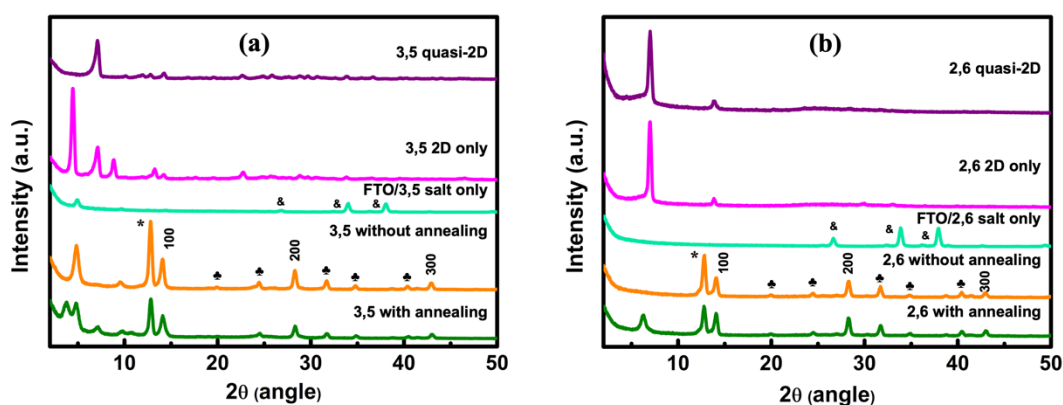 (a)
3,5 quasi-2D
3,5 2D only
FTO/3,5 salt only
& & &
3,5 without annealing
* 100 200 300
♣ ♣ ♣ ♣ ♣
3,5 with annealing
10 20 30 40 50
2θ (angle)
Intensity (a.u.)
(b)
2,6 quasi-2D
2,6 2D only
FTO/2,6 salt only
& & &
2,6 without annealing
* 100 200 300
♣ ♣ ♣ ♣ ♣
2,6 with annealing
10 20 30 40 50
2θ (angle)
Intensity (a.u.)